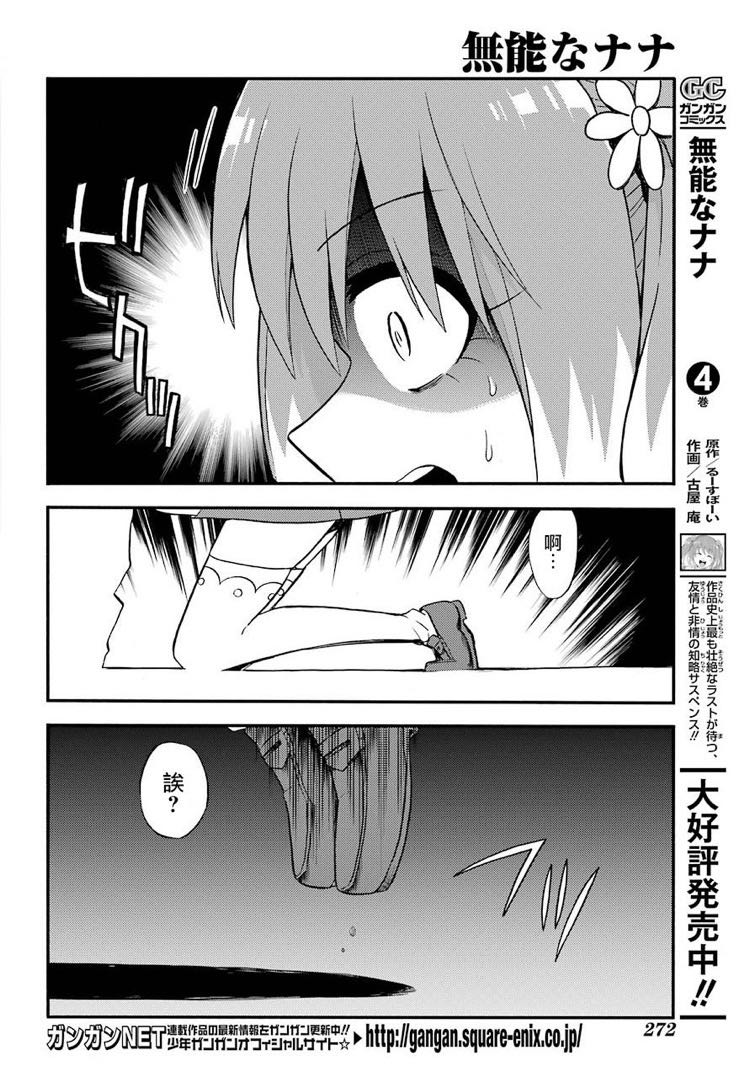 無能なナナ
GC
ガンガン
コミックス
無能なナナ
4巻
原作/るーすぼーい
作画/古屋 庵
作品史上最も壮絶なラストが待つ、
友情と非情の知略サスペンス!!
大好評発売中!!
啊…
誒?
ガンガンNET
連載作品の最新情報をガンガン更新中!!
少年ガンガンオフィシャルサイト☆
http://gangan.square-enix.co.jp/
272